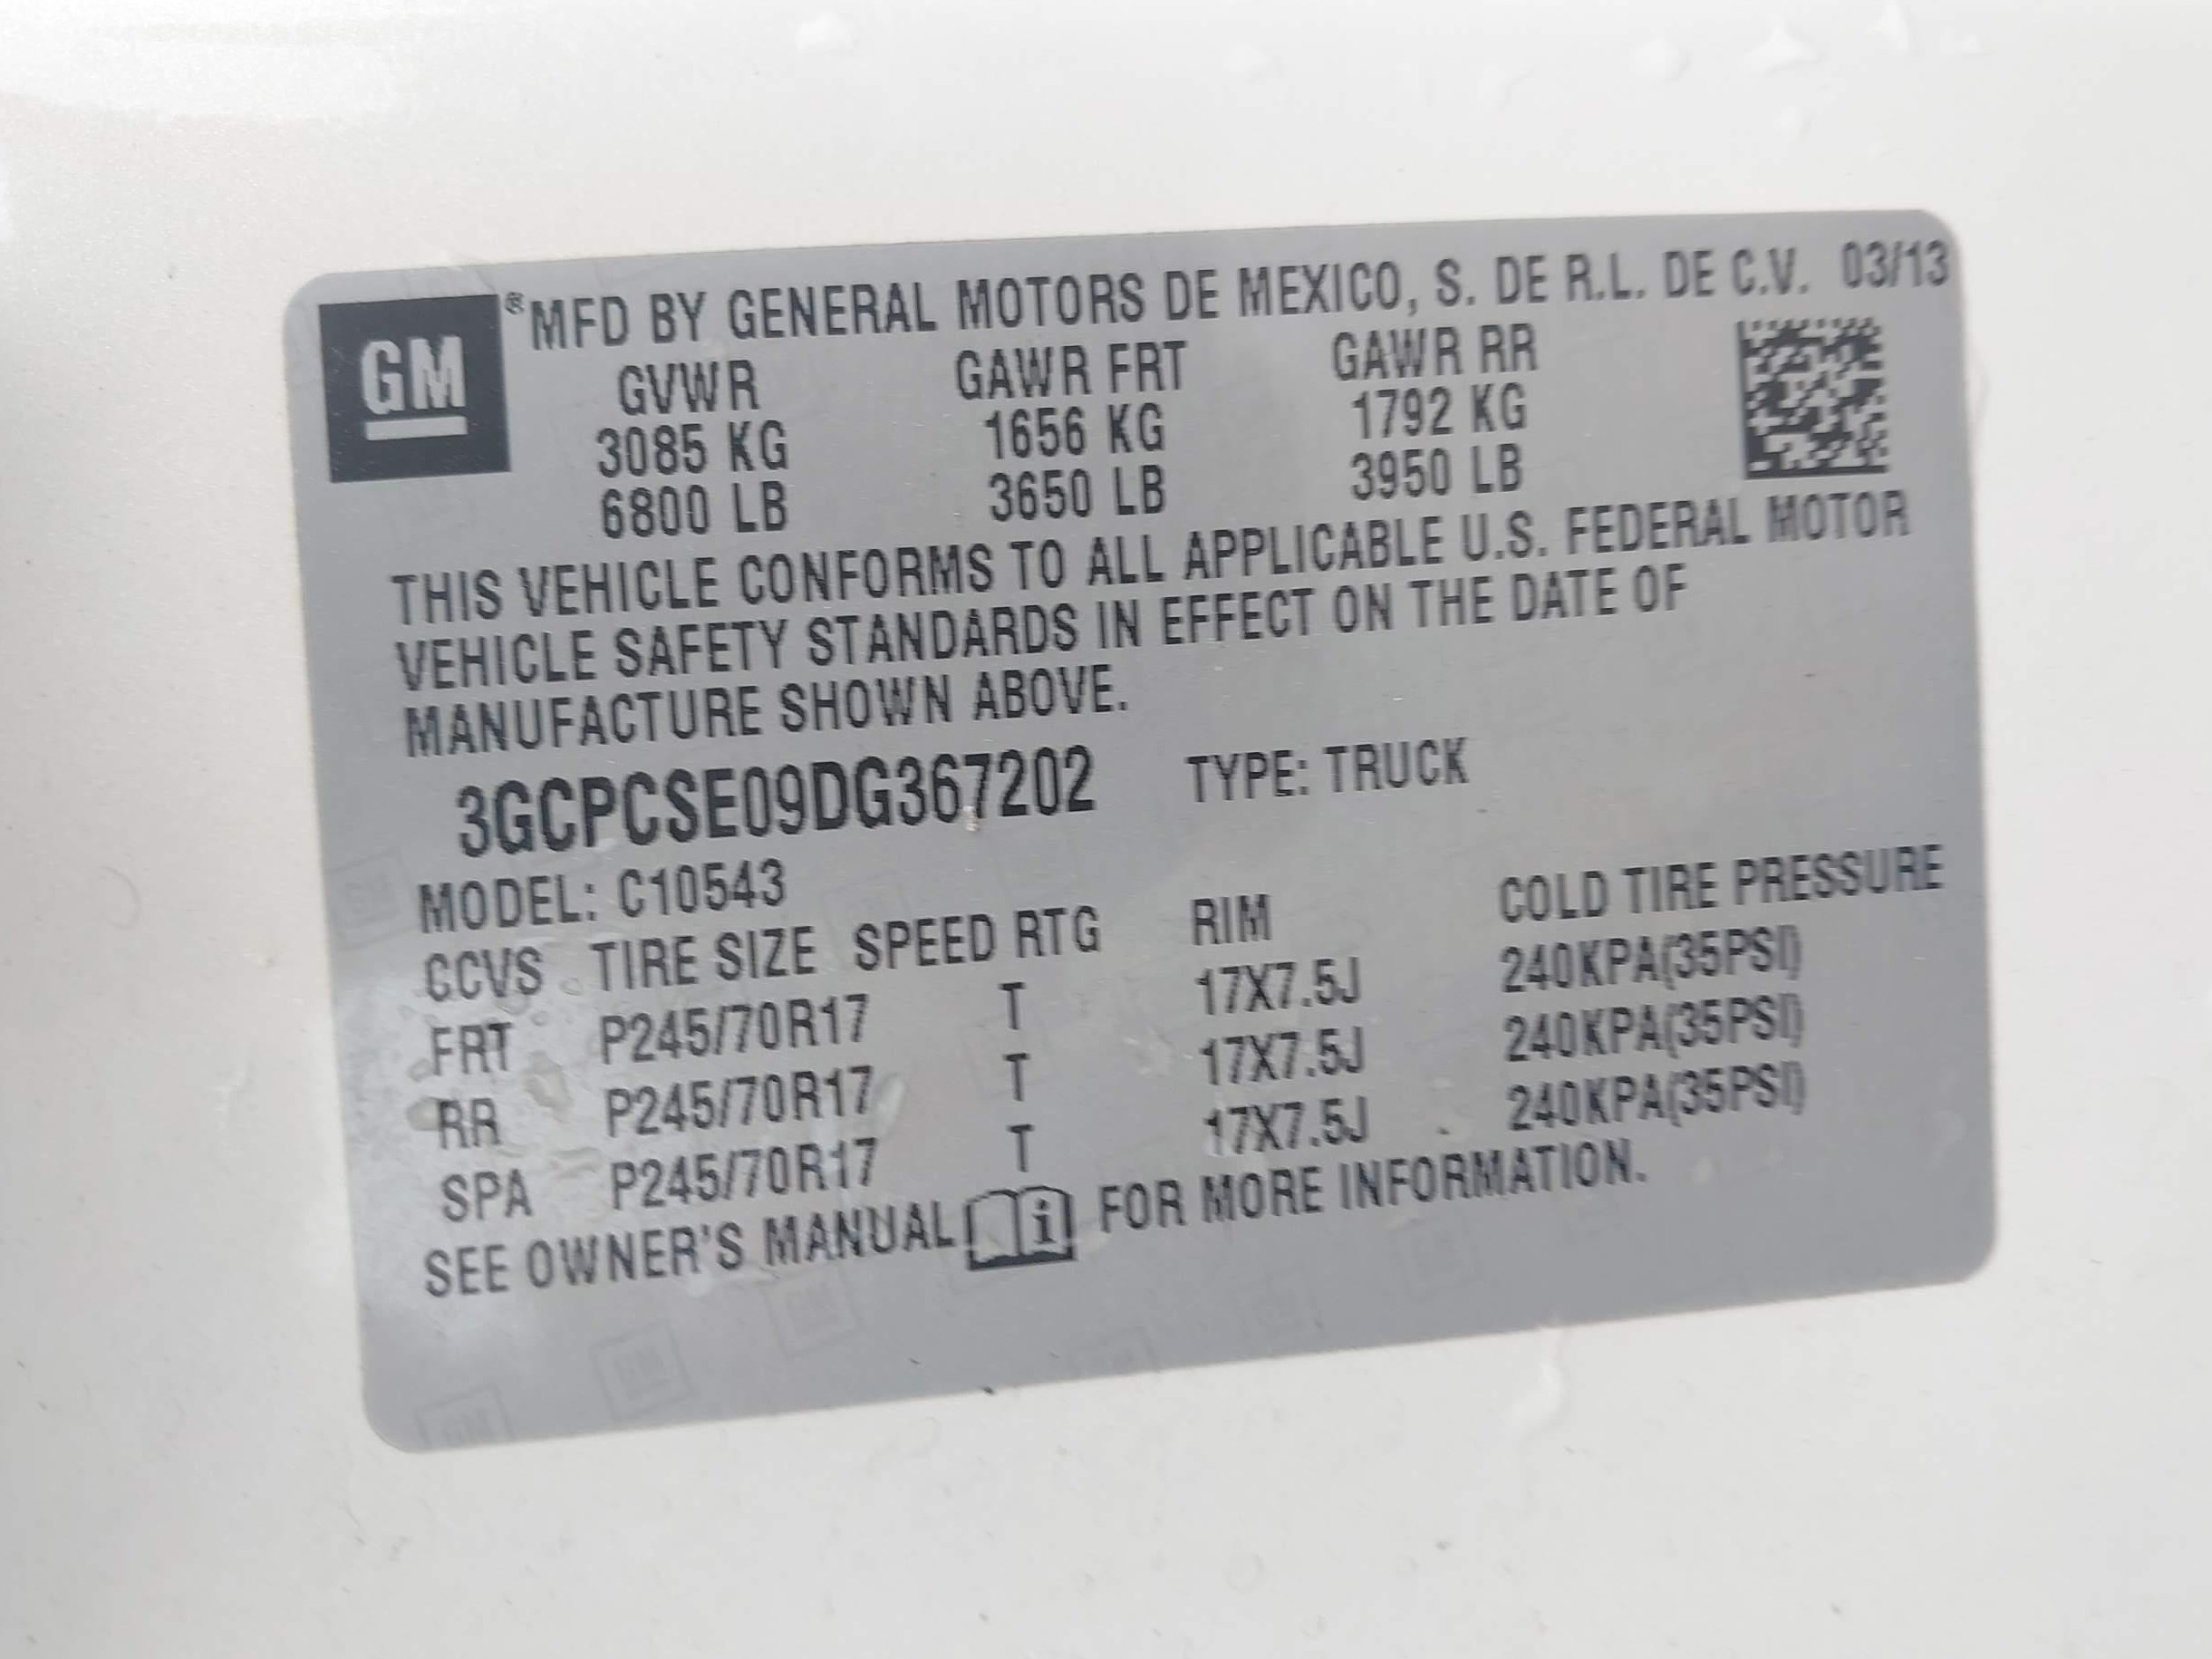 GM
® MFD BY GENERAL MOTORS DE MEXICO, S. DE R.L. DE C.V. 03/13
GVWR GAWR FRT GAWR RR
3085 KG 1656 KG 1792 KG
6800 LB 3650 LB 3950 LB
THIS VEHICLE CONFORMS TO ALL APPLICABLE U.S. FEDERAL MOTOR
VEHICLE SAFETY STANDARDS IN EFFECT ON THE DATE OF
MANUFACTURE SHOWN ABOVE.
3GCPCSE09DG367202 TYPE: TRUCK
MODEL: C10543
CCVS TIRE SIZE SPEED RTG RIM COLD TIRE PRESSURE
FRT P245/70R17 T 17X7.5J 240KPA(35PSI)
RR P245/70R17 T 17X7.5J 240KPA(35PSI)
SPA P245/70R17 T 17X7.5J 240KPA(35PSI)
SEE OWNER'S MANUAL i FOR MORE INFORMATION.